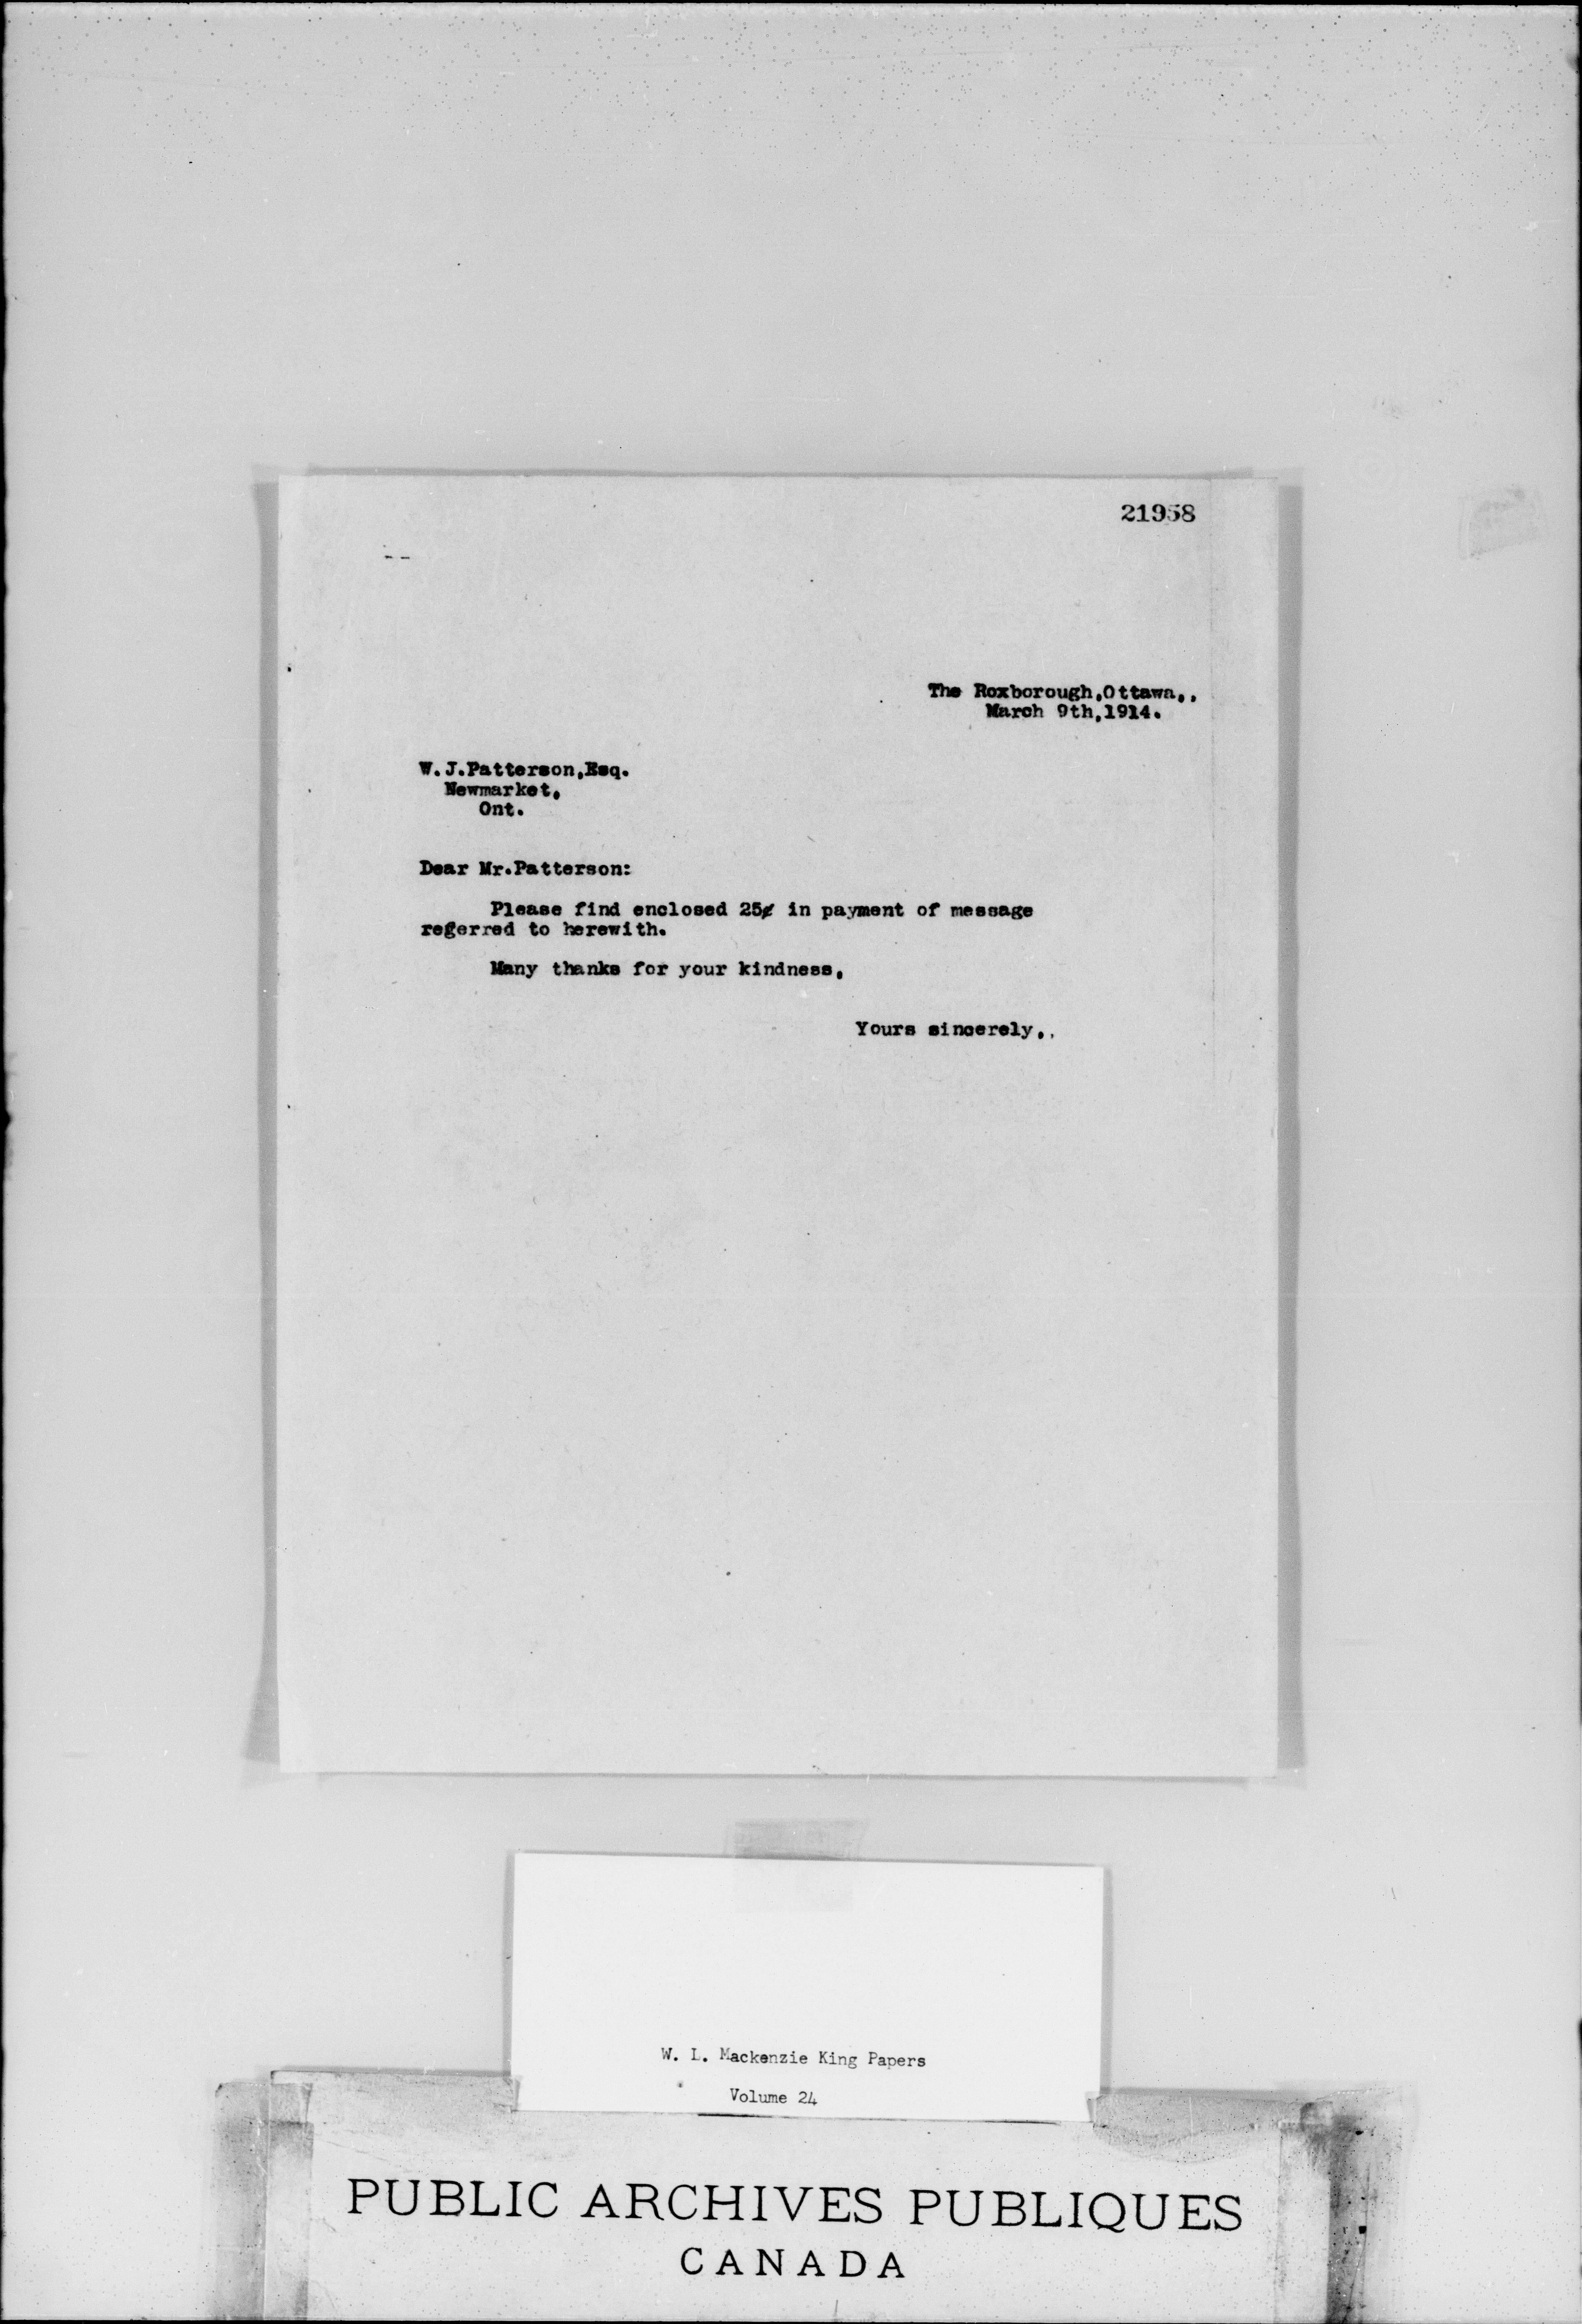 21958
--
The Roxborough,Ottawa,,
March 9th,1914.
W.J.Patterson,Esq.
Newmarket,
Ont.
Dear Mr.Patterson:
Please find enclosed 25¢ in payment of message
regerred to herewith.
Many thanks for your kindness,
Yours sincerely,,
W. L. Mackenzie King Papers
Volume 24
PUBLIC ARCHIVES PUBLIQUES
CANADA